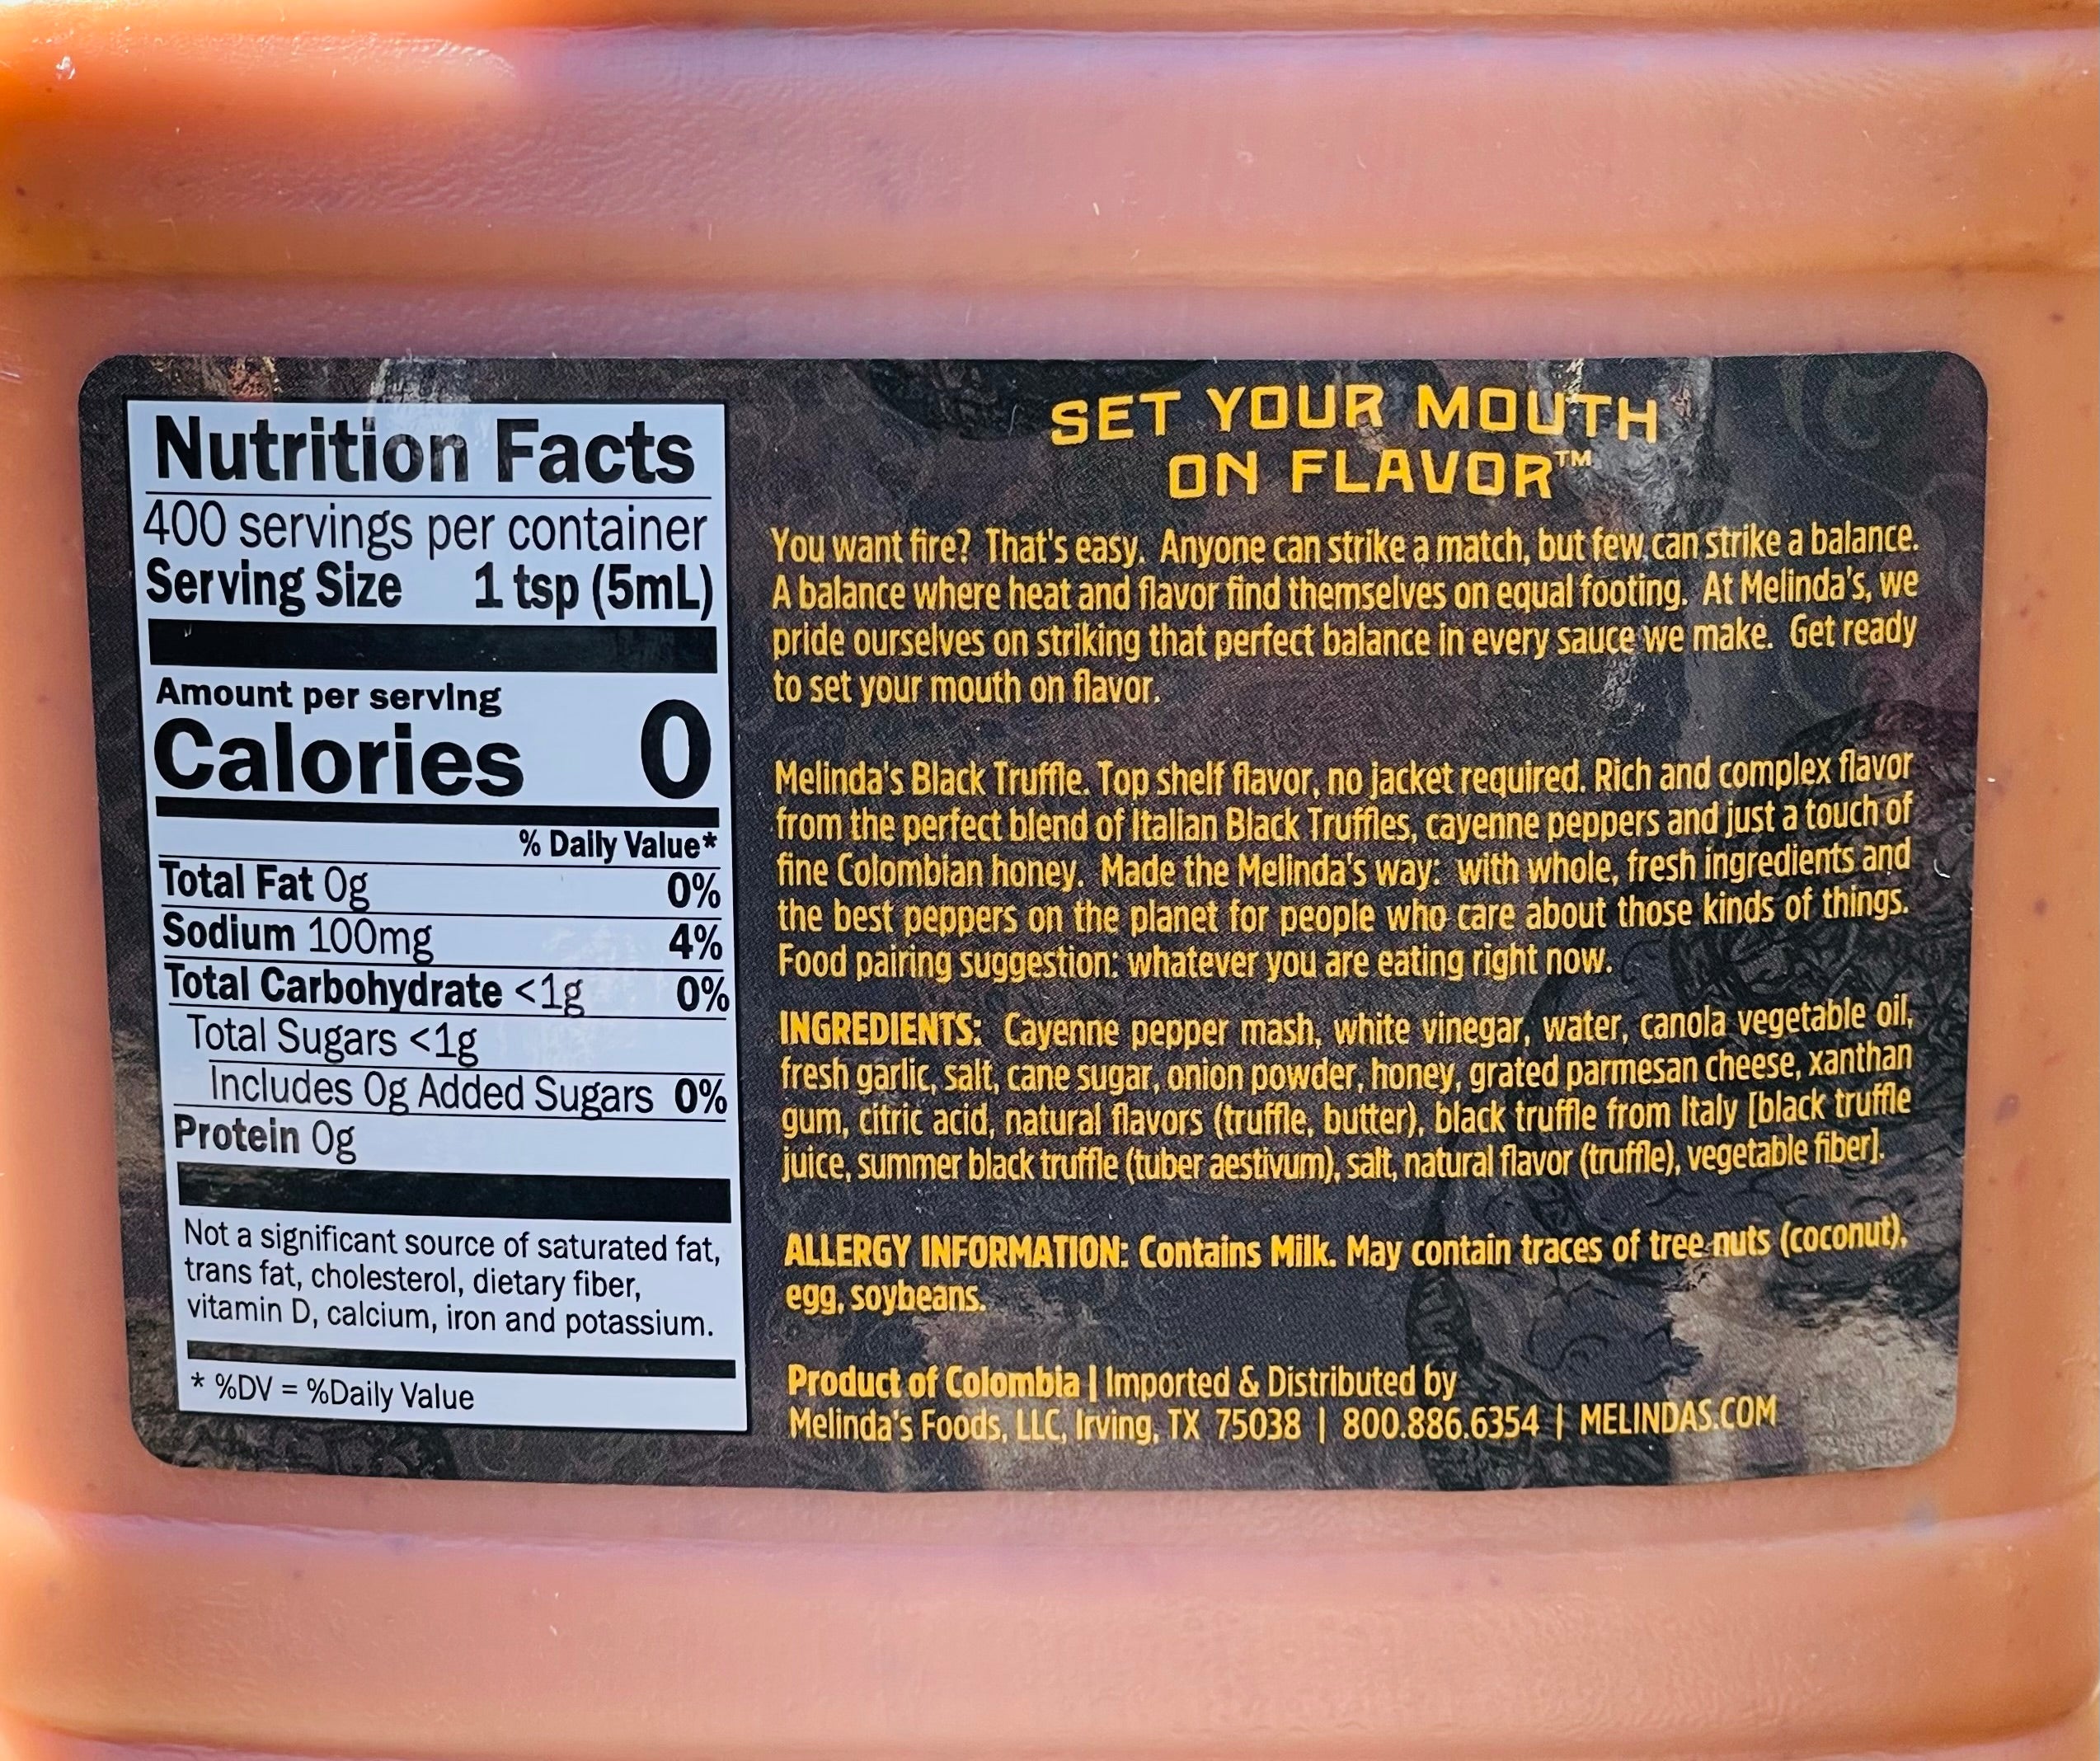 Nutrition Facts
400 servings per container
Serving Size 1 tsp (5mL)
Amount per serving
Calories 0
% Daily Value*
Total Fat 0g 0%
Sodium 100mg 4%
Total Carbohydrate <1g 0%
Total Sugars <1g
Includes 0g Added Sugars 0%
Protein 0g
Not a significant source of saturated fat,
trans fat, cholesterol, dietary fiber,
vitamin D, calcium, iron and potassium.
* %DV = %Daily Value
SET YOUR MOUTH
ON FLAVOR™
You want fire? That's easy. Anyone can strike a match, but few can strike a balance.
A balance where heat and flavor find themselves on equal footing. At Melinda's, we
pride ourselves on striking that perfect balance in every sauce we make. Get ready
to set your mouth on flavor.
Melinda's Black Truffle. Top shelf flavor, no jacket required. Rich and complex flavor
from the perfect blend of Italian Black Truffles, cayenne peppers and just a touch of
fine Colombian honey. Made the Melinda's way: with whole, fresh ingredients and
the best peppers on the planet for people who care about those kinds of things.
Food pairing suggestion: whatever you are eating right now.
INGREDIENTS: Cayenne pepper mash, white vinegar, water, canola vegetable oil,
fresh garlic, salt, cane sugar, onion powder, honey, grated parmesan cheese, xanthan
gum, citric acid, natural flavors (truffle, butter), black truffle from Italy [black truffle
juice, summer black truffle (tuber aestivum), salt, natural flavor (truffle), vegetable fiber].
ALLERGY INFORMATION: Contains Milk. May contain traces of tree nuts (coconut),
egg, soybeans.
Product of Colombia | Imported & Distributed by
Melinda's Foods, LLC, Irving, TX 75038 | 800.886.6354 | MELINDAS.COM